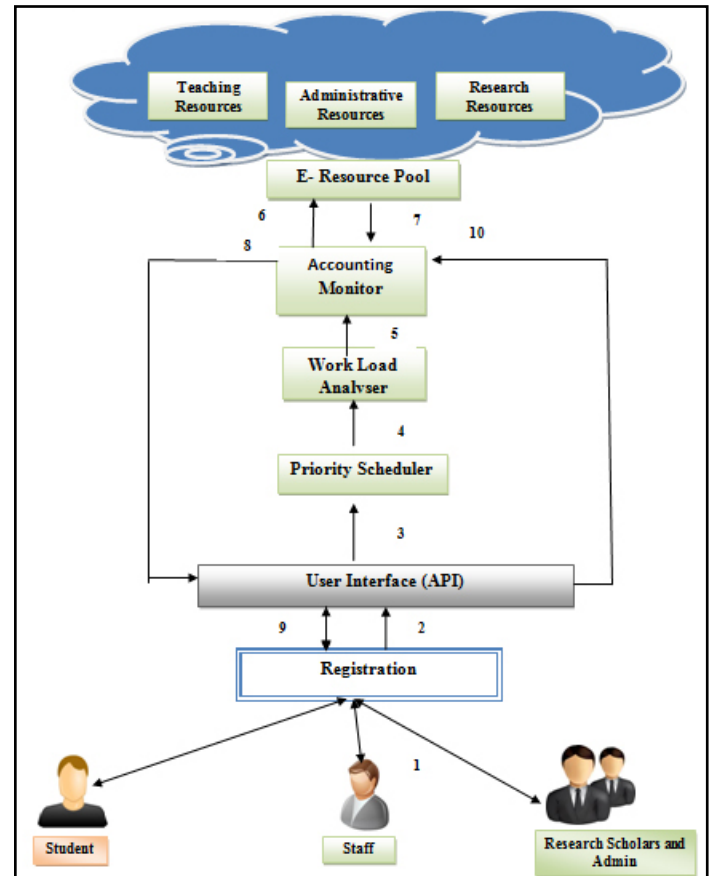 Teaching
Resources
Administrative
Resources
Research
Resources
E- Resource Pool
6
7
8
10
Accounting
Monitor
5
Work Load
Analyser
4
Priority Scheduler
3
User Interface (API)
9
2
Registration
1
Student
Staff
Research Scholars and
Admin